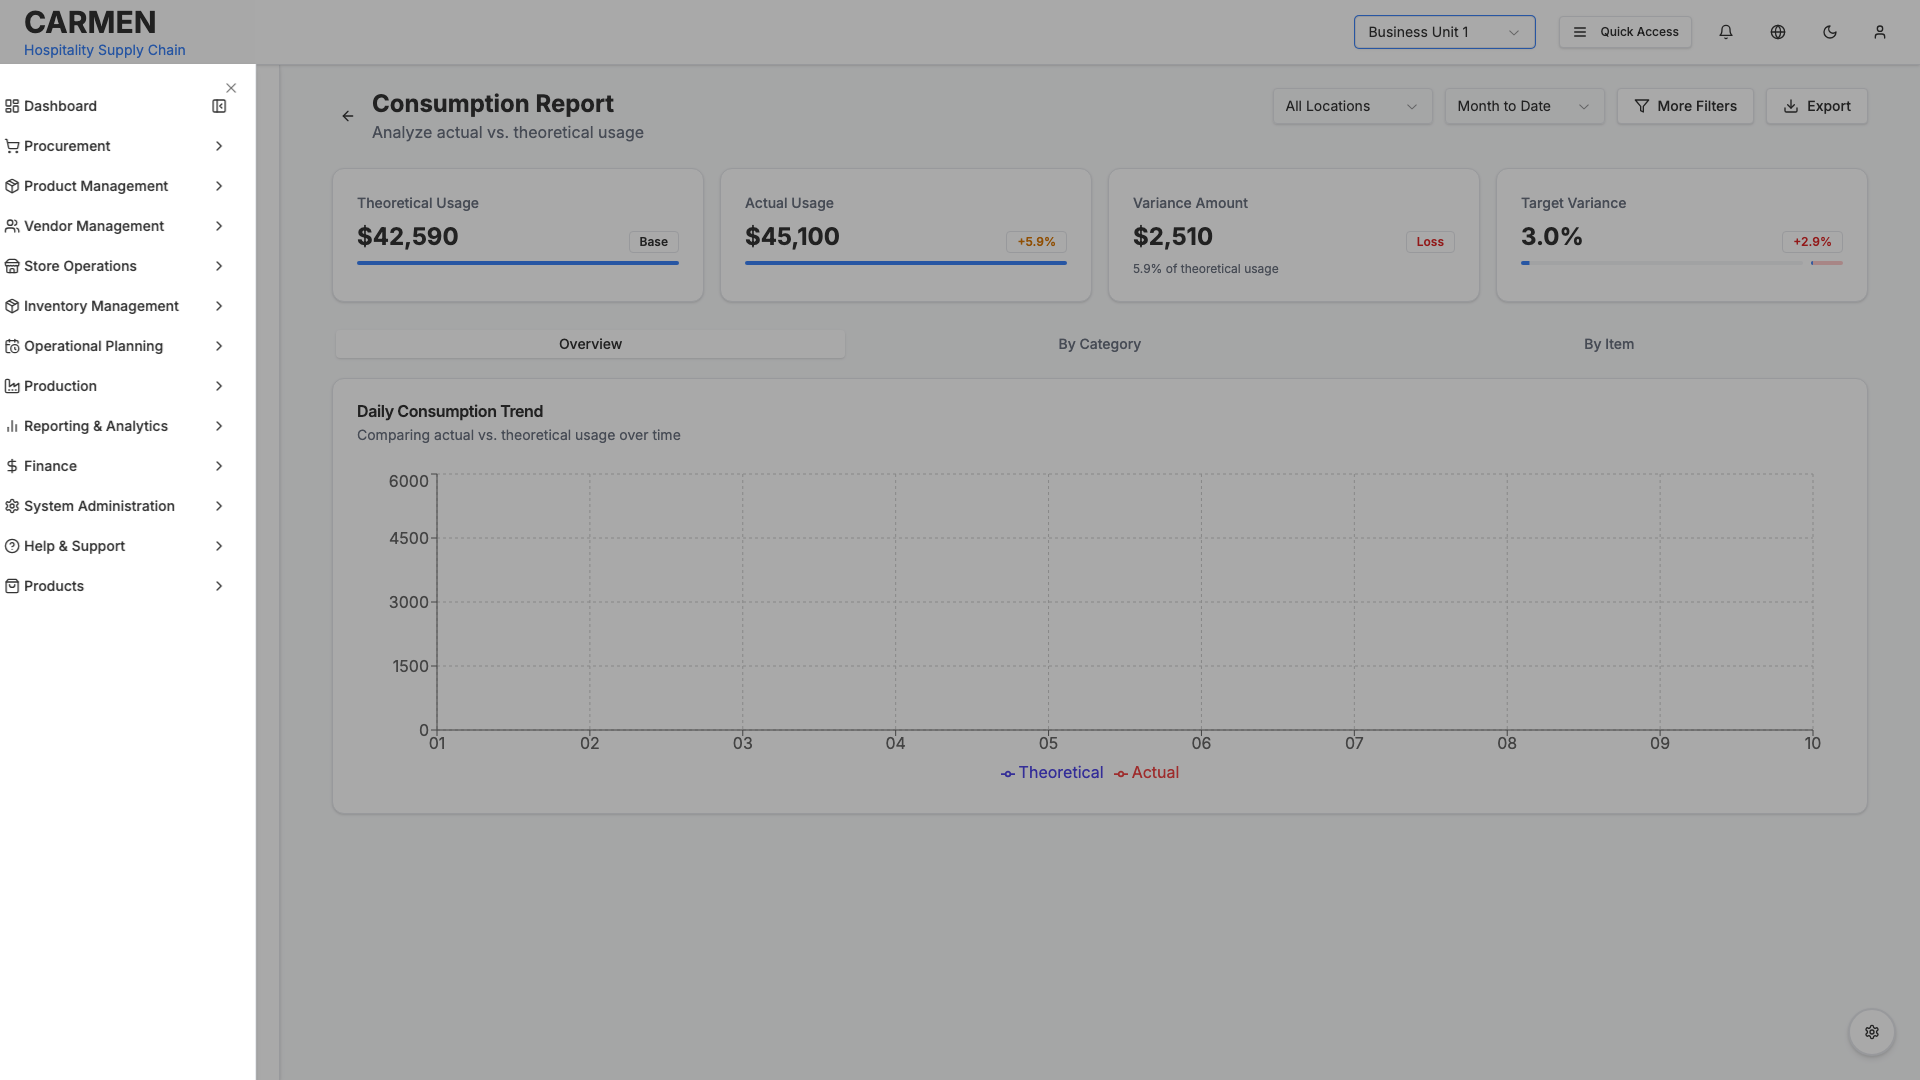 CARMEN
Hospitality Supply Chain
Business Unit 1
Quick Access
Dashboard
Procurement
Product Management
Vendor Management
Store Operations
Inventory Management
Operational Planning
Production
Reporting & Analytics
Finance
System Administration
Help & Support
Products
Consumption Report
Analyze actual vs. theoretical usage
All Locations
Month to Date
More Filters
Export
Theoretical Usage
$42,590
Base
Actual Usage
$45,100
+5.9%
Variance Amount
$2,510
Loss
5.9% of theoretical usage
Target Variance
3.0%
+2.9%
Overview
By Category
By Item
Daily Consumption Trend
Comparing actual vs. theoretical usage over time
6000
4500
3000
1500
0
01 02 03 04 05 06 07 08 09 10
Theoretical Actual